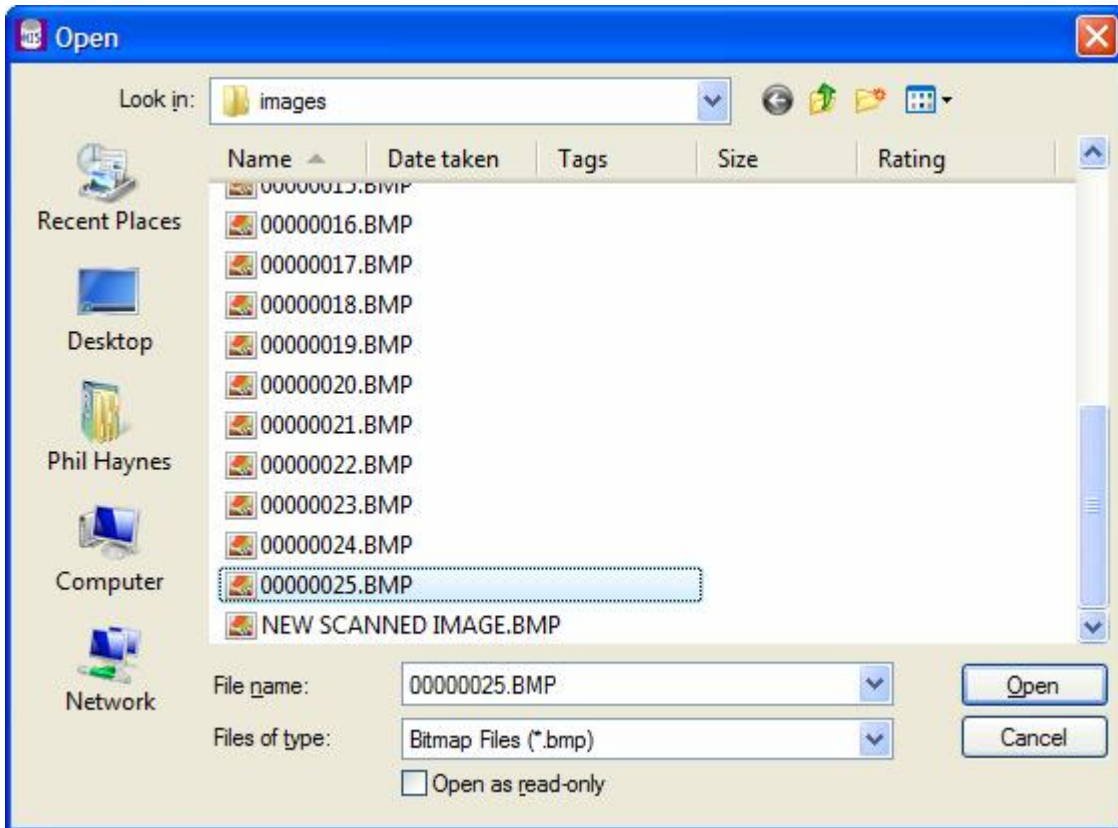 Open
Look in: images
Name Date taken Tags Size Rating
00000015.BMP
00000016.BMP
00000017.BMP
00000018.BMP
00000019.BMP
00000020.BMP
00000021.BMP
00000022.BMP
00000023.BMP
00000024.BMP
00000025.BMP
NEW SCANNED IMAGE.BMP
Recent Places
Desktop
Phil Haynes
Computer
Network
File name: 00000025.BMP Open
Files of type: Bitmap Files (*.bmp) Cancel
Open as read-only